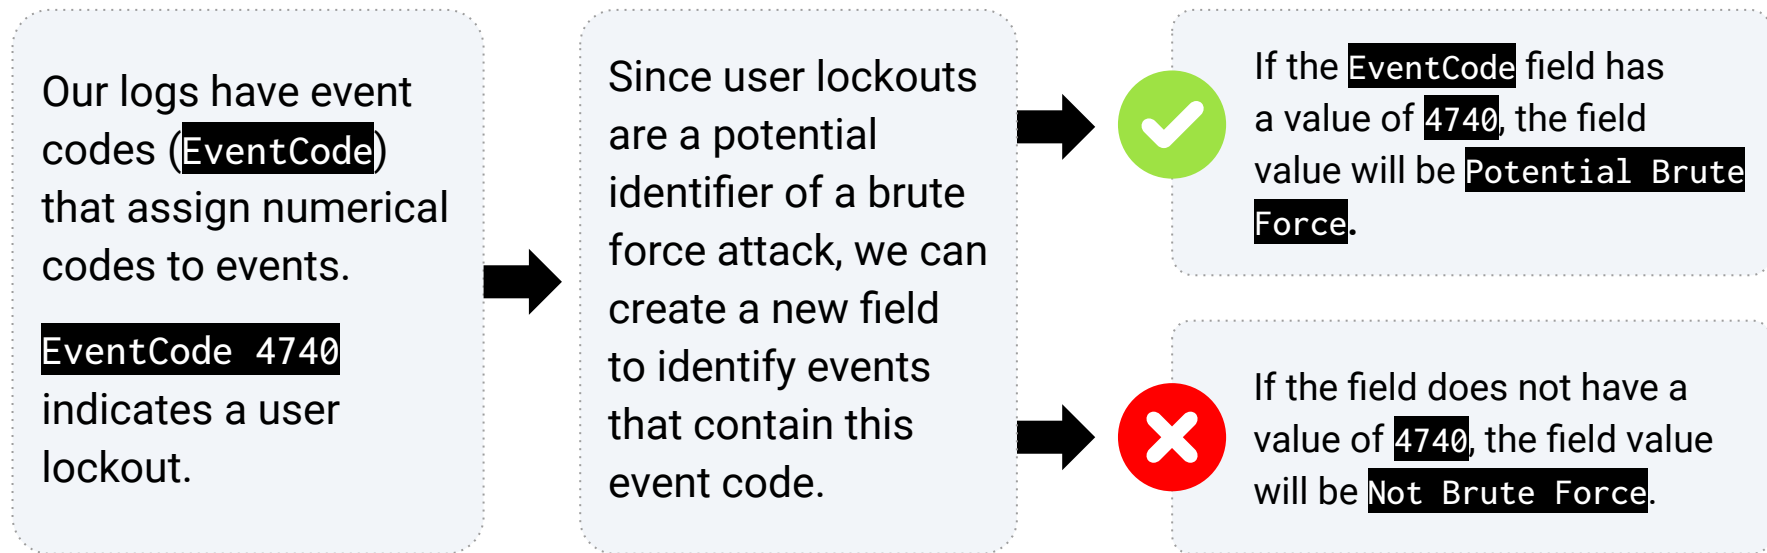 Our logs have event
codes (EventCode)
that assign numerical
codes to events.
EventCode 4740
indicates a user
lockout.
Since user lockouts
are a potential
identifier of a brute
force attack, we can
create a new field
to identify events
that contain this
event code.
If the EventCode field has
a value of 4740, the field
value will be Potential Brute
Force.
If the field does not have a
value of 4740, the field value
will be Not Brute Force.